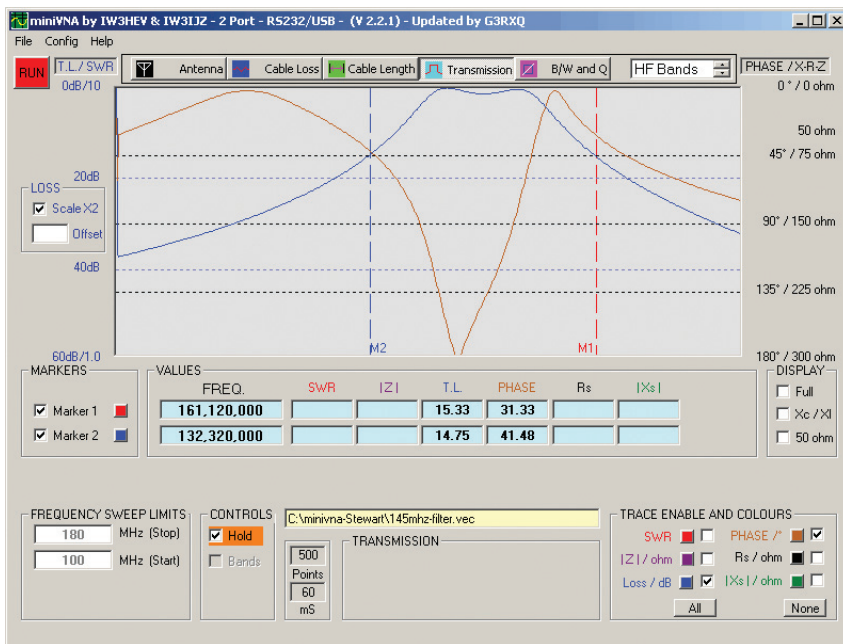 miniVNA by IW3HEV & IW3IJZ - 2 Port - RS232/USB - (V 2.2.1) - Updated by G3RXQ
File Config Help
RUN T.L./ SWR Antenna Cable Loss Cable Length Transmission B/W and Q HF Bands PHASE / X-R-Z
0dB/10 0 ° / 0 ohm
50 ohm
45° / 75 ohm
20dB
LOSS
Scale X2
Offset
90° / 150 ohm
40dB
135° / 225 ohm
M2 M1
60dB/1.0 180° / 300 ohm
MARKERS VALUES DISPLAY
FREQ. SWR |Z| T.L. PHASE Rs |Xs|
Full
Marker 1 161,120,000 15.33 31.33
Xc / Xl
Marker 2 132,320,000 14.75 41.48
50 ohm
FREQUENCY SWEEP LIMITS CONTROLS C:\minivna-Stewart\145mhz-filter.vec TRACE ENABLE AND COLOURS
180 MHz (Stop) Hold TRANSMISSION SWR PHASE /°
100 MHz (Start) Bands 500 |Z| / ohm Rs / ohm
Points
60 Loss / dB |Xs| / ohm
mS All None